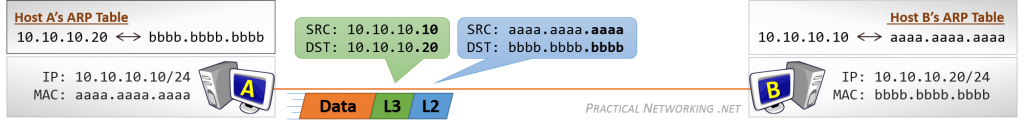 Host A's ARP Table
10.10.10.20 ↔ bbbb.bbbb.bbbb
IP: 10.10.10.10/24
MAC: aaaa.aaaa.aaaa
A
SRC: 10.10.10.10
DST: 10.10.10.20
SRC: aaaa.aaaa.aaaa
DST: bbbb.bbbb.bbbb
Data L3 L2
PRACTICAL NETWORKING .NET
Host B's ARP Table
10.10.10.10 ↔ aaaa.aaaa.aaaa
B
IP: 10.10.10.20/24
MAC: bbbb.bbbb.bbbb